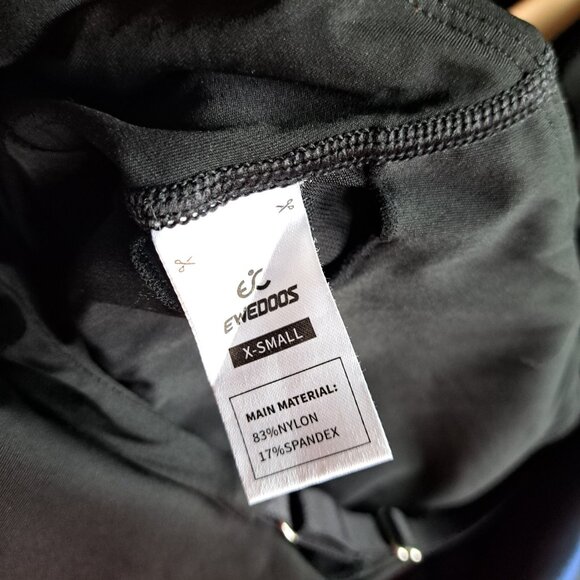 EWEDOOS
X-SMALL
MAIN MATERIAL:
83%NYLON
17%SPANDEX